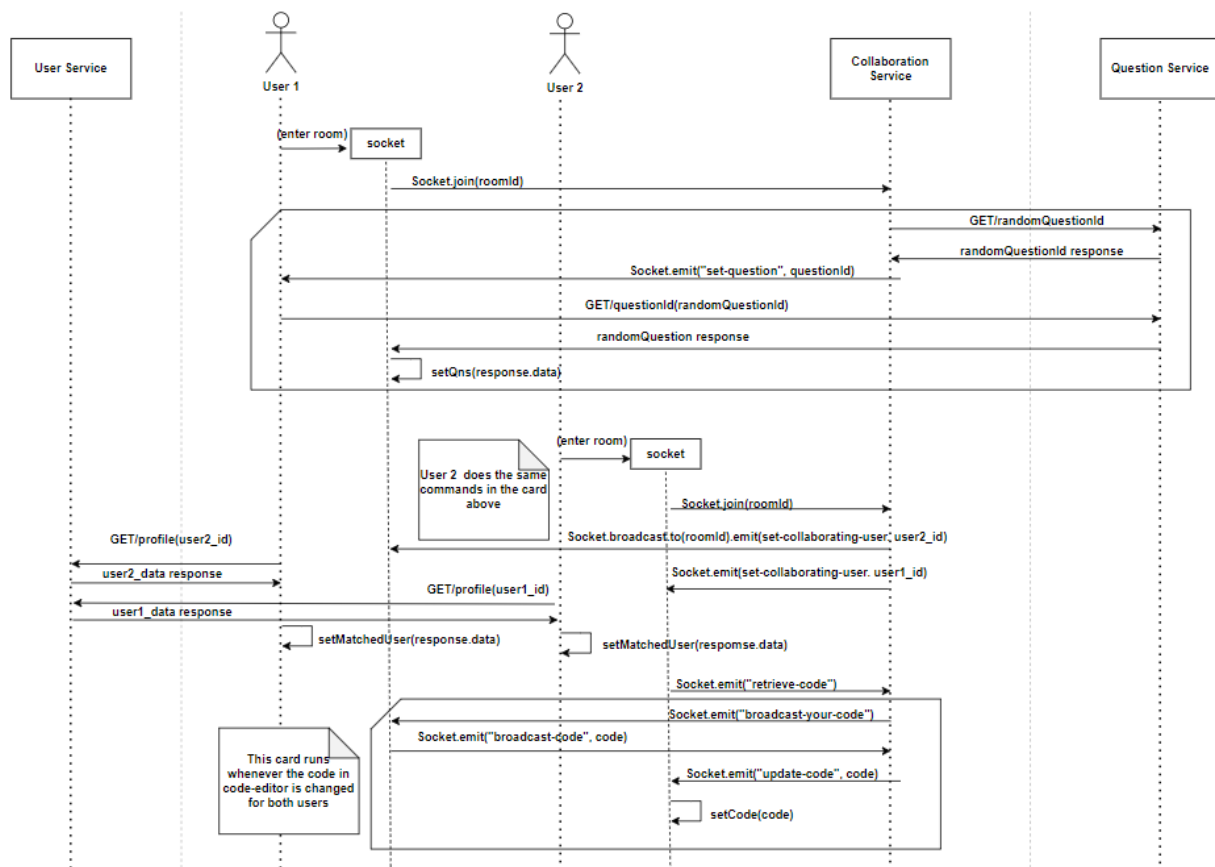 User Service
User 1
User 2
Collaboration
Service
Question Service
(enter room)
socket
Socket.join(roomId)
GET/randomQuestionId
randomQuestionId response
Socket.emit("set-question", questionId)
GET/questionId(randomQuestionId)
randomQuestion response
setQns(response.data)
(enter room)
socket
User 2 does the same
commands in the card
above
Socket.join(roomId)
Socket.broadcast.to(roomId).emit(set-collaborating-user, user2_id)
GET/profile(user2_id)
user2_data response
Socket.emit(set-collaborating-user. user1_id)
GET/profile(user1_id)
user1_data response
setMatchedUser(response.data)
setMatchedUser(respomse.data)
Socket.emit("retrieve-code")
Socket.emit("broadcast-your-code")
Socket.emit("broadcast-code", code)
This card runs
whenever the code in
code-editor is changed
for both users
Socket.emit("update-code", code)
setCode(code)